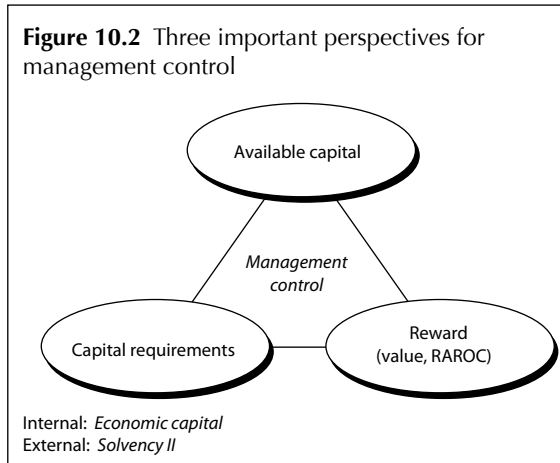 Figure 10.2 Three important perspectives for
management control
Available capital
Management
control
Capital requirements
Reward
(value, RAROC)
Internal: Economic capital
External: Solvency II